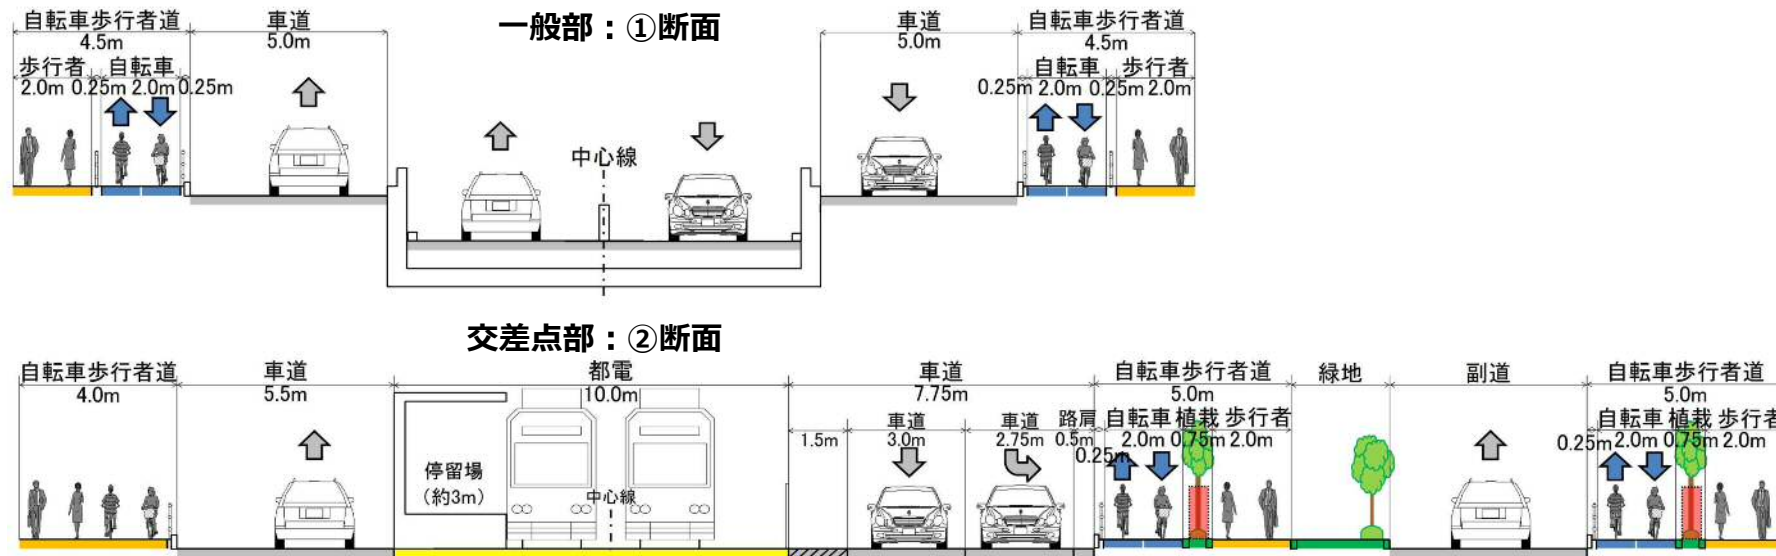 一般部：①断面
自転車歩行者道 車道 車道 自転車歩行者道
4.5m 5.0m 5.0m 4.5m
歩行者 自転車 自転車 歩行者
2.0m 0.25m 2.0m 0.25m 0.25m 2.0m 0.25m 2.0m
中心線
交差点部：②断面
自転車歩行者道 車道 都電 車道 自転車歩行者道 緑地 副道 自転車歩行者道
4.0m 5.5m 10.0m 7.75m 5.0m 5.0m
車道 車道 路肩 自転車 植栽 歩行者 自転車 植栽 歩行者
1.5m 3.0m 2.75m 0.5m 0.25m 2.0m 0.75m 2.0m 0.25m 2.0m 0.75m 2.0m
停留場
（約3m）
中心線